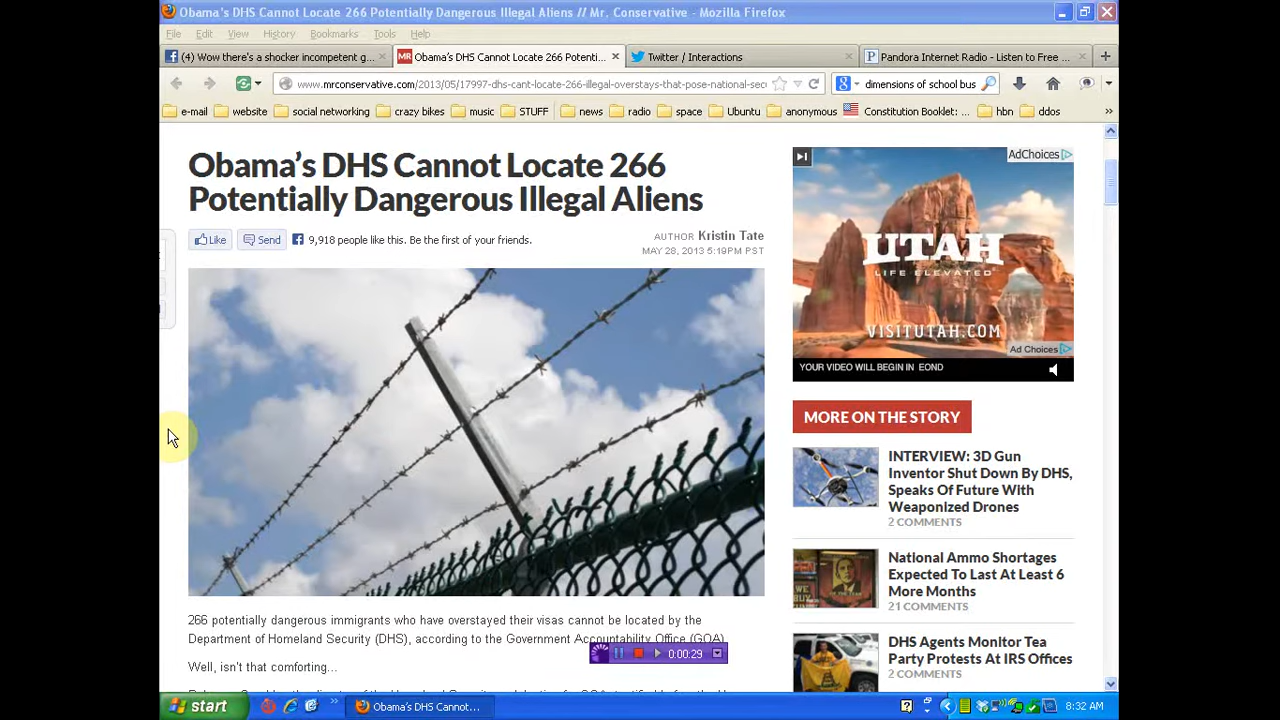 Obama's DHS Cannot Locate 266 Potentially Dangerous Illegal Aliens // Mr. Conservative - Mozilla Firefox
File Edit View History Bookmarks Tools Help
(4) Wow there's a shocker incompetent g...
Obama's DHS Cannot Locate 266 Potenti...
Twitter / Interactions
Pandora Internet Radio - Listen to Free ...
www.mrconservative.com/2013/05/17997-dhs-cant-locate-266-illegal-overstays-that-pose-national-sec
dimensions of school bus
e-mail website social networking crazy bikes music STUFF news radio space Ubuntu anonymous Constitution Booklet: ... hbn ddos
Obama's DHS Cannot Locate 266
Potentially Dangerous Illegal Aliens
Like Send 9,918 people like this. Be the first of your friends.
AUTHOR Kristin Tate
MAY 28, 2013 5:19PM PST
266 potentially dangerous immigrants who have overstayed their visas cannot be located by the
Department of Homeland Security (DHS), according to the Government Accountability Office (GOA)
Well, isn't that comforting...
0:00:29
AdChoices
UTAH
LIFE ELEVATED
VISITUTAH.COM
Ad Choices
YOUR VIDEO WILL BEGIN IN EOND
MORE ON THE STORY
INTERVIEW: 3D Gun
Inventor Shut Down By DHS,
Speaks Of Future With
Weaponized Drones
2 COMMENTS
National Ammo Shortages
Expected To Last At Least 6
More Months
21 COMMENTS
DHS Agents Monitor Tea
Party Protests At IRS Offices
2 COMMENTS
start
Obama's DHS Cannot...
8:32 AM